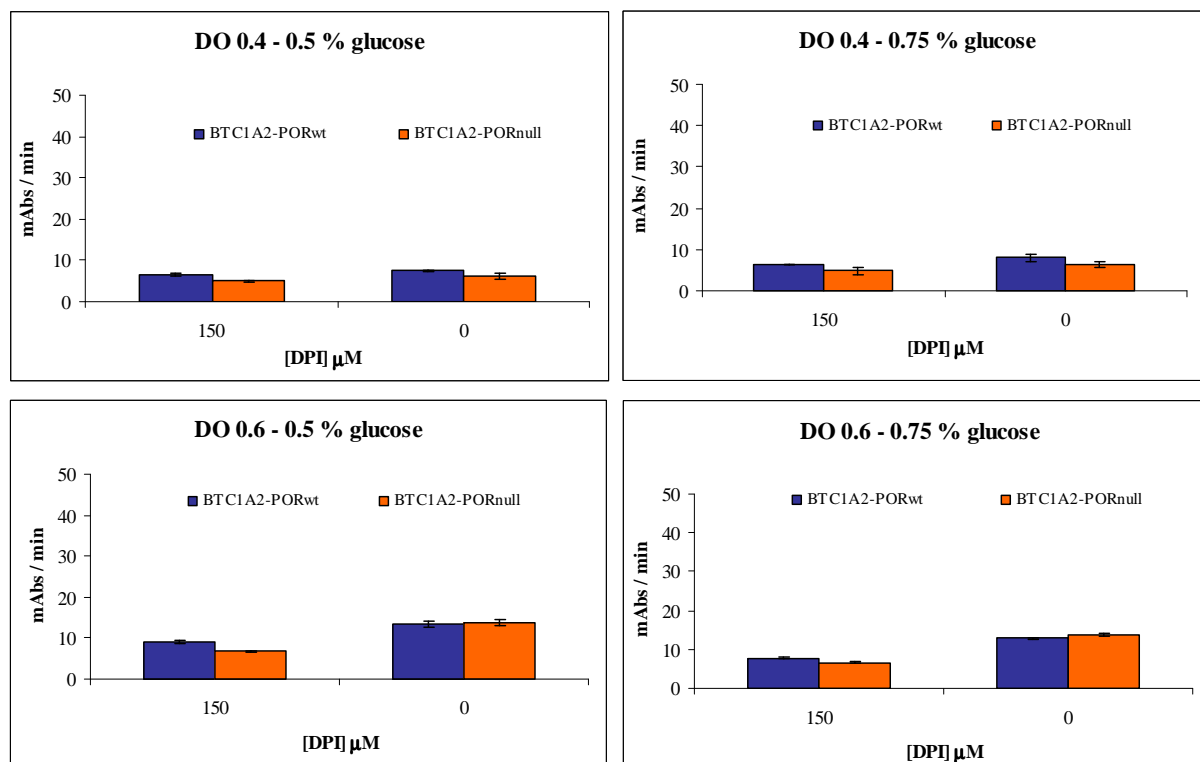 DO 0.4 - 0.5 % glucose
50
40
30
20
10
0
mAbs / min
BTC1A2-PORwt
BTC1A2-PORnull
150
0
[DPI] µM
DO 0.4 - 0.75 % glucose
50
40
30
20
10
0
mAbs / min
BTC1A2-PORwt
BTC1A2-PORnull
150
0
[DPI] µM
DO 0.6 - 0.5 % glucose
50
40
30
20
10
0
mAbs / min
BTC1A2-PORwt
BTC1A2-PORnull
150
0
[DPI] µM
DO 0.6 - 0.75 % glucose
50
40
30
20
10
0
mAbs / min
BTC1A2-PORwt
BTC1A2-PORnull
150
0
[DPI] µM